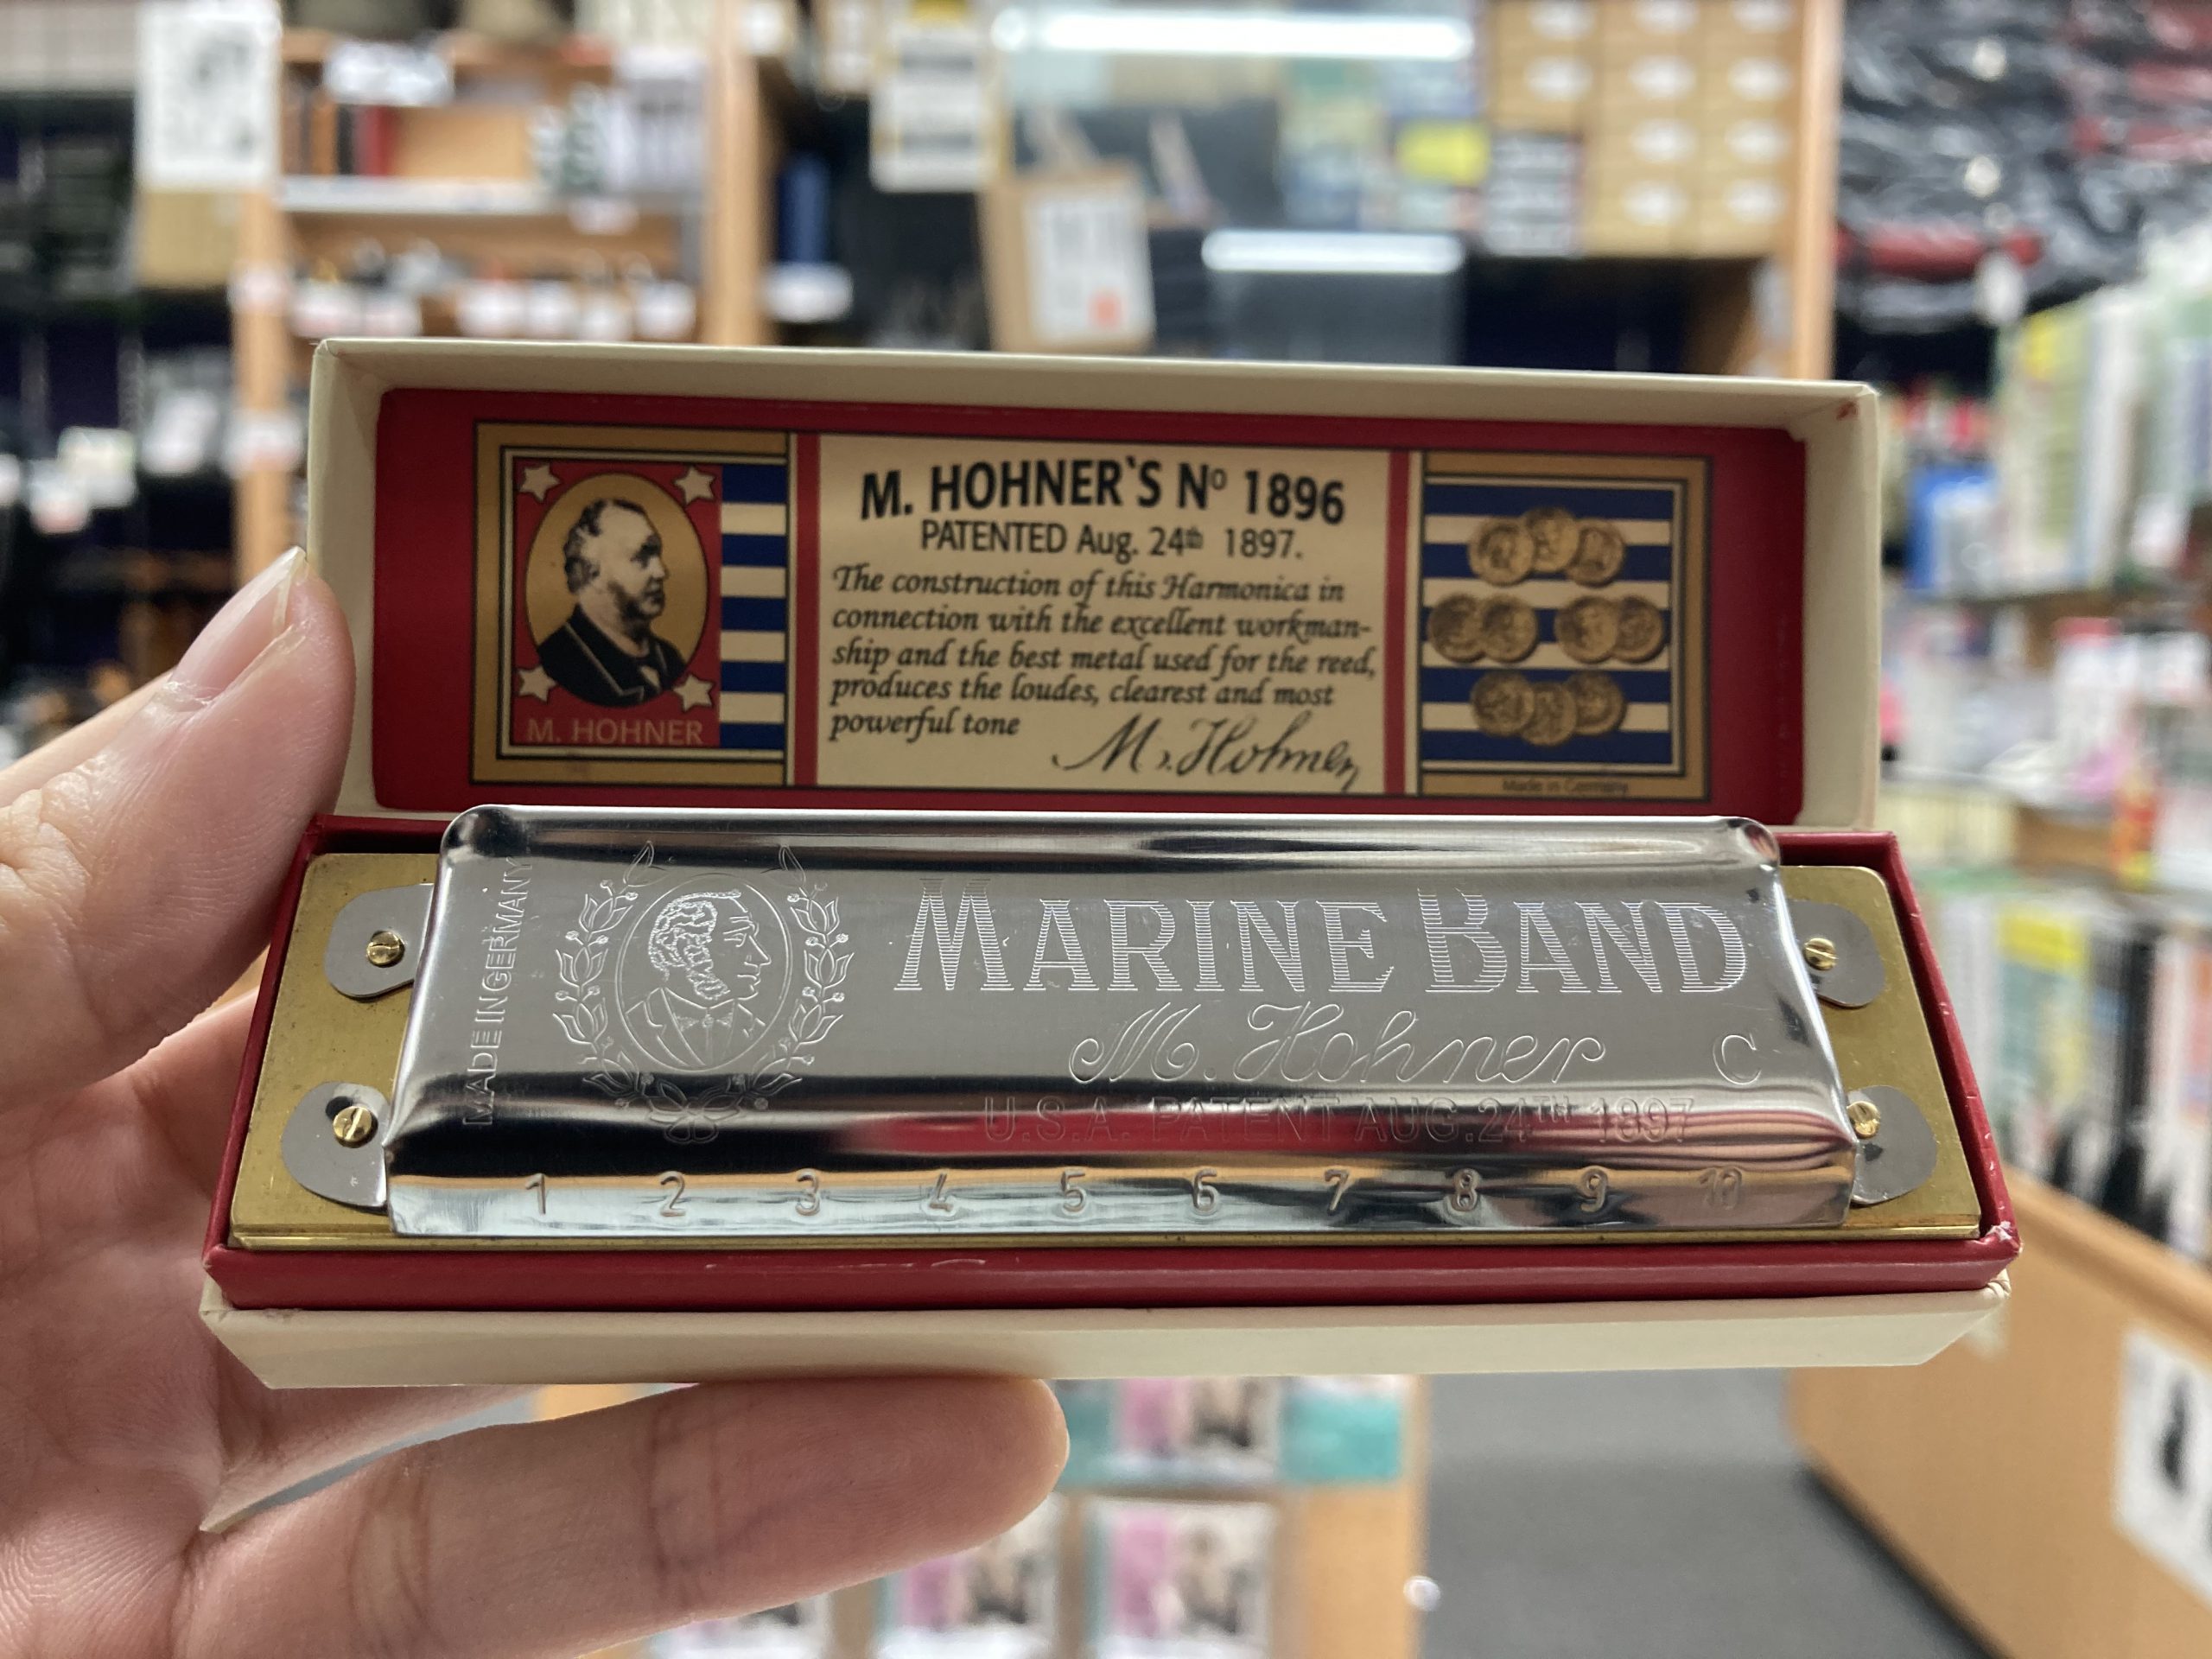 M. HOHNER`S Nº 1896
PATENTED Aug. 24th 1897.
The construction of this Harmonica in
connection with the excellent workman-
ship and the best metal used for the reed,
produces the loudes, clearest and most
powerful tone
M. Hohner
M. HOHNER
Made in Germany
MADE IN GERMANY
MARINE BAND
M. Hohner C
U.S.A. PATENT AUG.24TH 1897
1 2 3 4 5 6 7 8 9 10